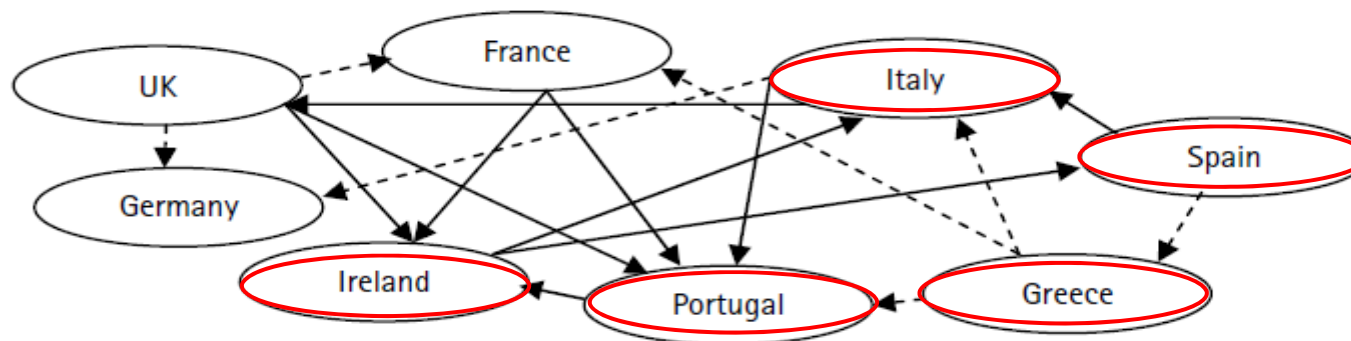 France
UK
Italy
Spain
Germany
Ireland
Portugal
Greece